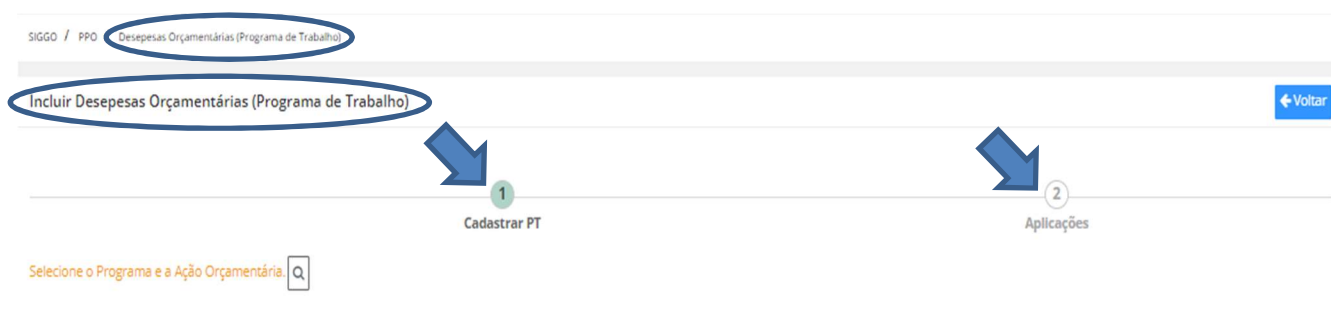 SIGGO / PPO Desepesas Orçamentárias (Programa de Trabalho)
Incluir Desepesas Orçamentárias (Programa de Trabalho)
Voltar
1
2
Cadastrar PT
Aplicações
Selecione o Programa e a Ação Orçamentária.